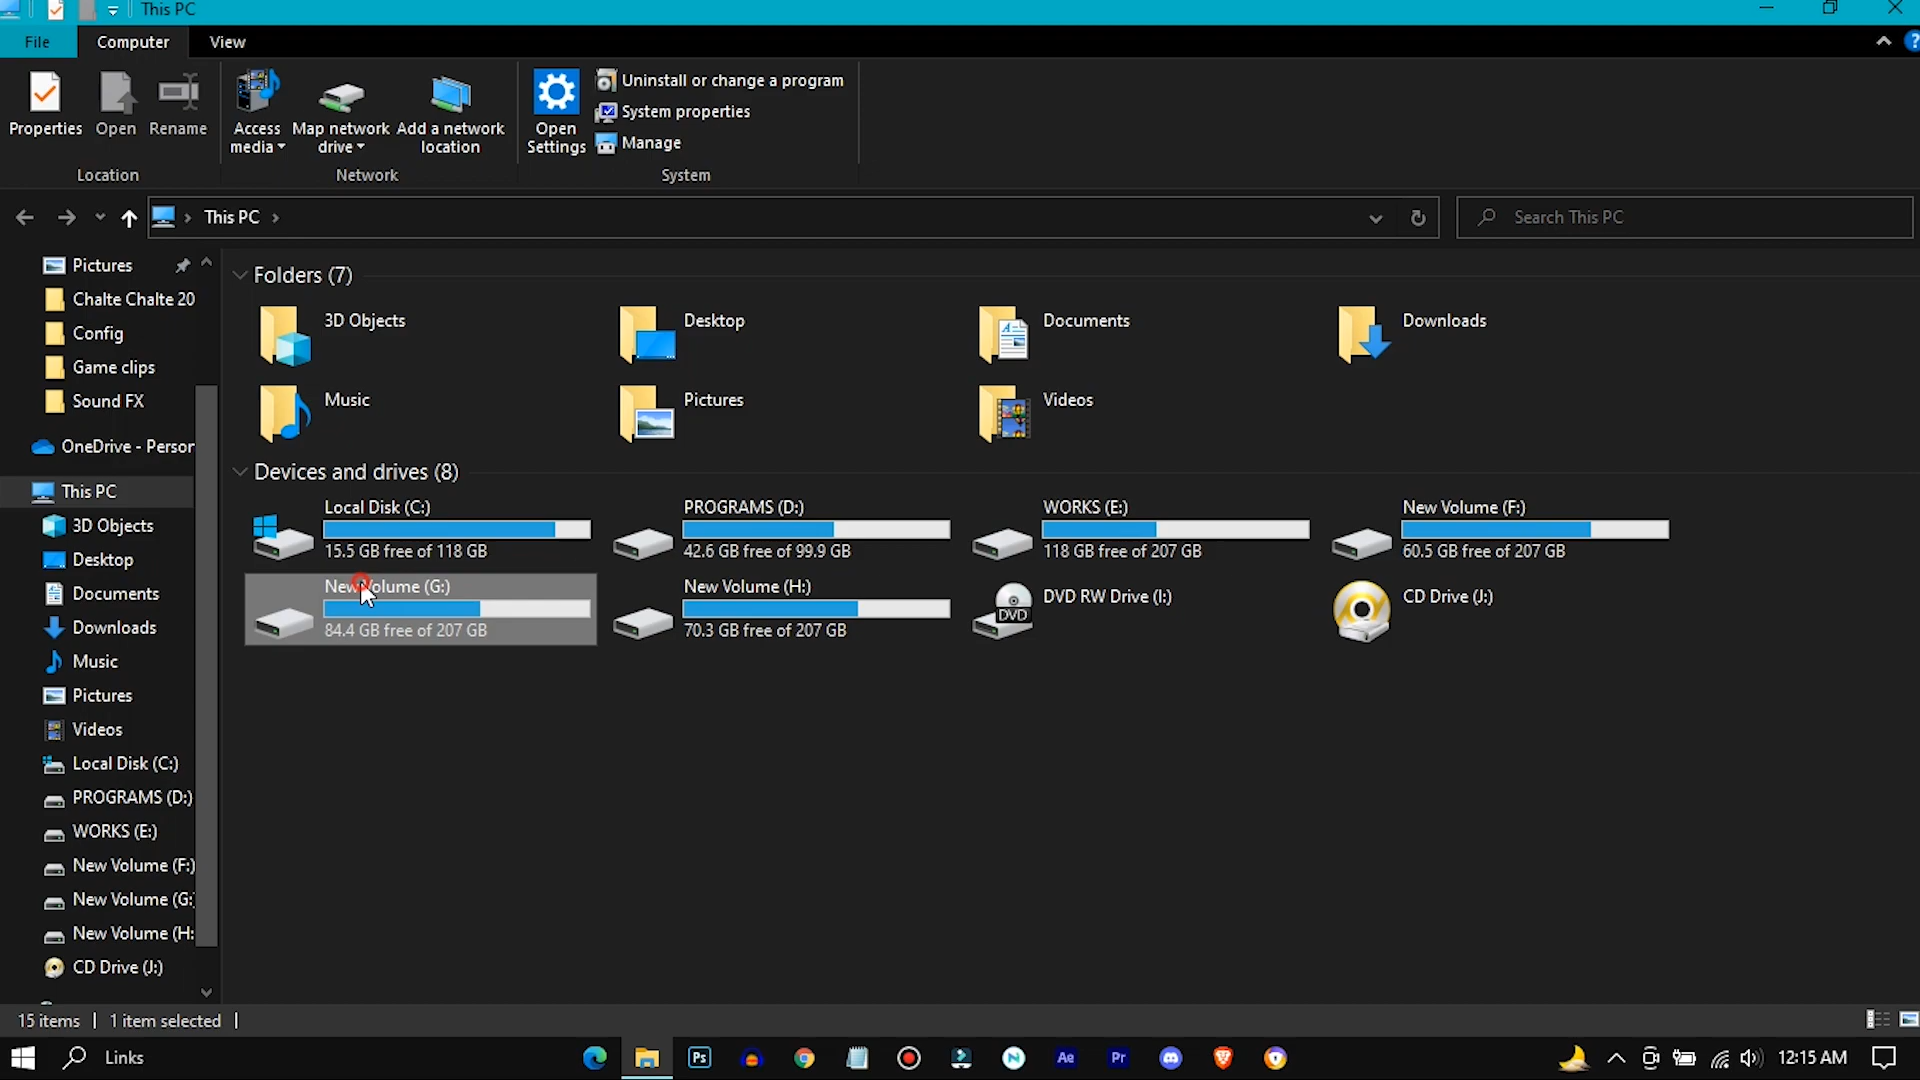 This PC
File
Computer
View
Properties
Open
Rename
Access
media
Map network
drive
Add a network
location
Open
Settings
Uninstall or change a program
System properties
Manage
Location
Network
System
This PC
Search This PC
Pictures
Chalte Chalte 20
Config
Game clips
Sound FX
OneDrive - Person
This PC
3D Objects
Desktop
Documents
Downloads
Music
Pictures
Videos
Local Disk (C:)
PROGRAMS (D:)
WORKS (E:)
New Volume (F:)
New Volume (G:
New Volume (H:
CD Drive (J:)
Folders (7)
3D Objects
Desktop
Documents
Downloads
Music
Pictures
Videos
Devices and drives (8)
Local Disk (C:)
15.5 GB free of 118 GB
PROGRAMS (D:)
42.6 GB free of 99.9 GB
WORKS (E:)
118 GB free of 207 GB
New Volume (F:)
60.5 GB free of 207 GB
New Volume (G:)
84.4 GB free of 207 GB
New Volume (H:)
70.3 GB free of 207 GB
DVD
DVD RW Drive (I:)
CD Drive (J:)
15 items
1 item selected
Links
Ps
N
Ae
Pr
12:15 AM